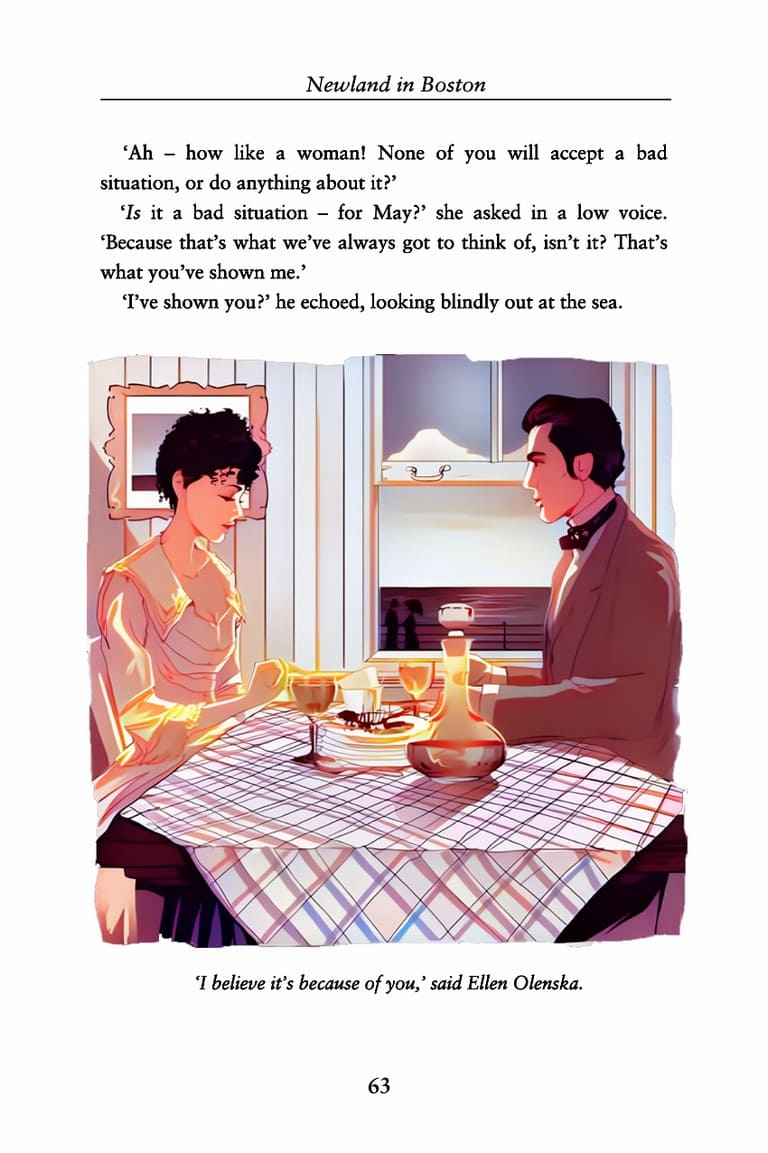 Newland in Boston
‘Ah – how like a woman! None of you will accept a bad
situation, or do anything about it?’
‘Is it a bad situation – for May?’ she asked in a low voice.
‘Because that’s what we’ve always got to think of, isn’t it? That’s
what you’ve shown me.’
‘I’ve shown you?’ he echoed, looking blindly out at the sea.
‘I believe it’s because of you,’ said Ellen Olenska.
63